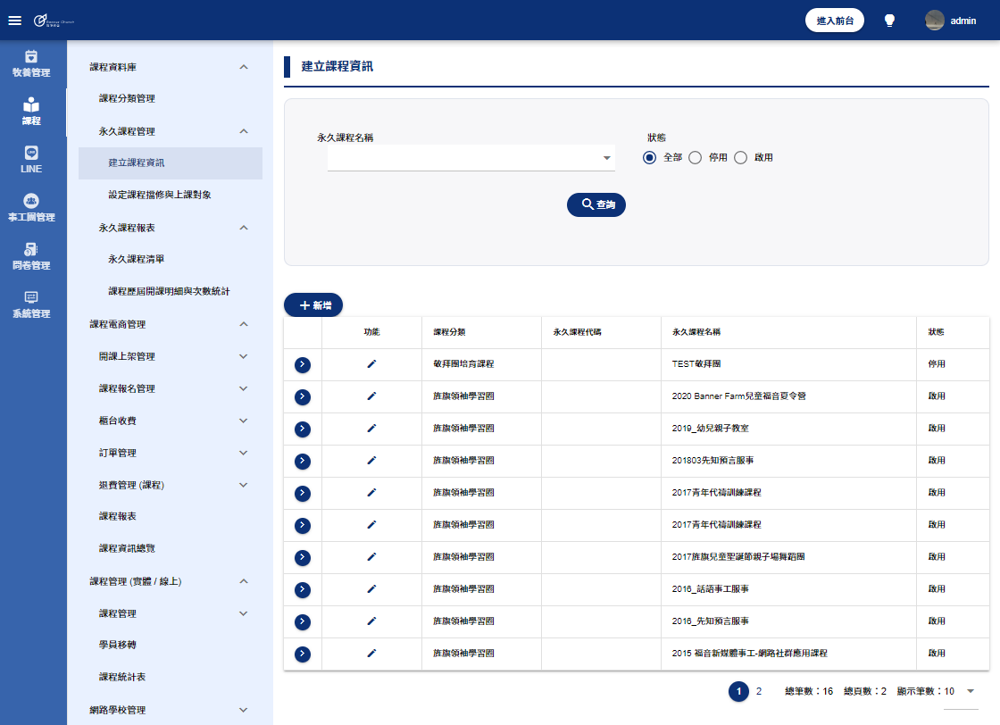 Banner Church
進入前台
admin
牧養管理
課程
LINE
事工團管理
問卷管理
系統管理
課程資料庫
課程分類管理
永久課程管理
建立課程資訊
設定課程擋修與上課對象
永久課程報表
永久課程清單
課程歷屆開課明細與次數統計
課程電商管理
開課上架管理
課程報名管理
櫃台收費
訂單管理
退費管理 (課程)
課程報表
課程資訊總覽
課程管理 (實體 / 線上)
課程管理
學員移轉
課程統計表
網路學校管理
建立課程資訊
永久課程名稱
狀態
全部 停用 啟用
查詢
新增
功能 課程分類 永久課程代碼 永久課程名稱 狀態
敬拜團培育課程 TEST敬拜團 停用
旌旗領袖學習圈 2020 Banner Farm兒童福音夏令營 啟用
旌旗領袖學習圈 2019_幼兒親子教室 啟用
旌旗領袖學習圈 201803先知預言服事 啟用
旌旗領袖學習圈 2017青年代禱訓練課程 啟用
旌旗領袖學習圈 2017青年代禱訓練課程 啟用
旌旗領袖學習圈 2017旌旗兒童聖誕節親子場舞蹈團 啟用
旌旗領袖學習圈 2016_話語事工服事 啟用
旌旗領袖學習圈 2016_先知預言服事 啟用
旌旗領袖學習圈 2015 福音新媒體事工-網路社群應用課程 啟用
1 2 總筆數：16 總頁數：2 顯示筆數：10